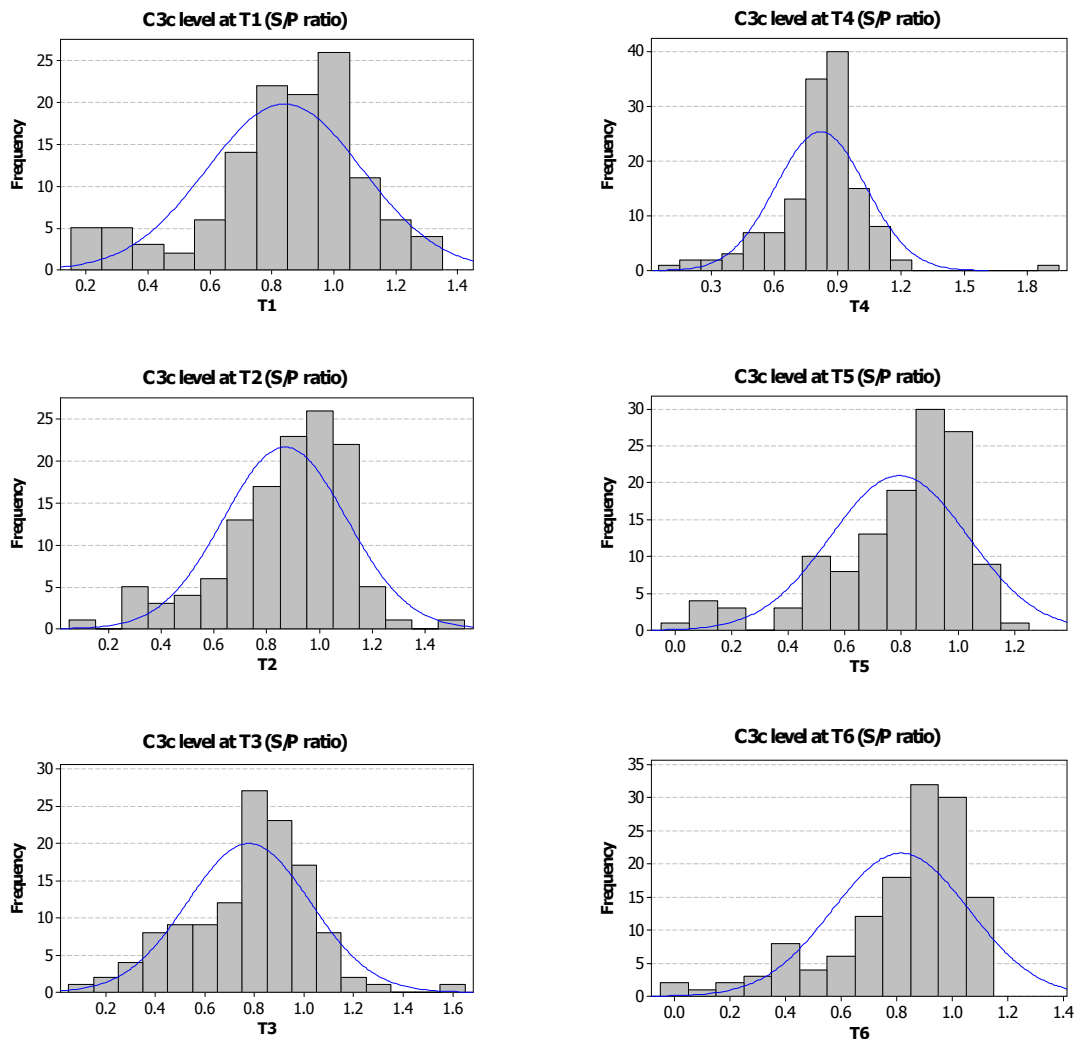 C3c level at T1 (S/P ratio)
Frequency
25
20
15
10
5
0
0.2 0.4 0.6 0.8 1.0 1.2 1.4
T1
C3c level at T4 (S/P ratio)
Frequency
40
30
20
10
0
0.3 0.6 0.9 1.2 1.5 1.8
T4
C3c level at T2 (S/P ratio)
Frequency
25
20
15
10
5
0
0.2 0.4 0.6 0.8 1.0 1.2 1.4
T2
C3c level at T5 (S/P ratio)
Frequency
30
25
20
15
10
5
0
0.0 0.2 0.4 0.6 0.8 1.0 1.2
T5
C3c level at T3 (S/P ratio)
Frequency
30
25
20
15
10
5
0
0.2 0.4 0.6 0.8 1.0 1.2 1.4 1.6
T3
C3c level at T6 (S/P ratio)
Frequency
35
30
25
20
15
10
5
0
0.0 0.2 0.4 0.6 0.8 1.0 1.2 1.4
T6